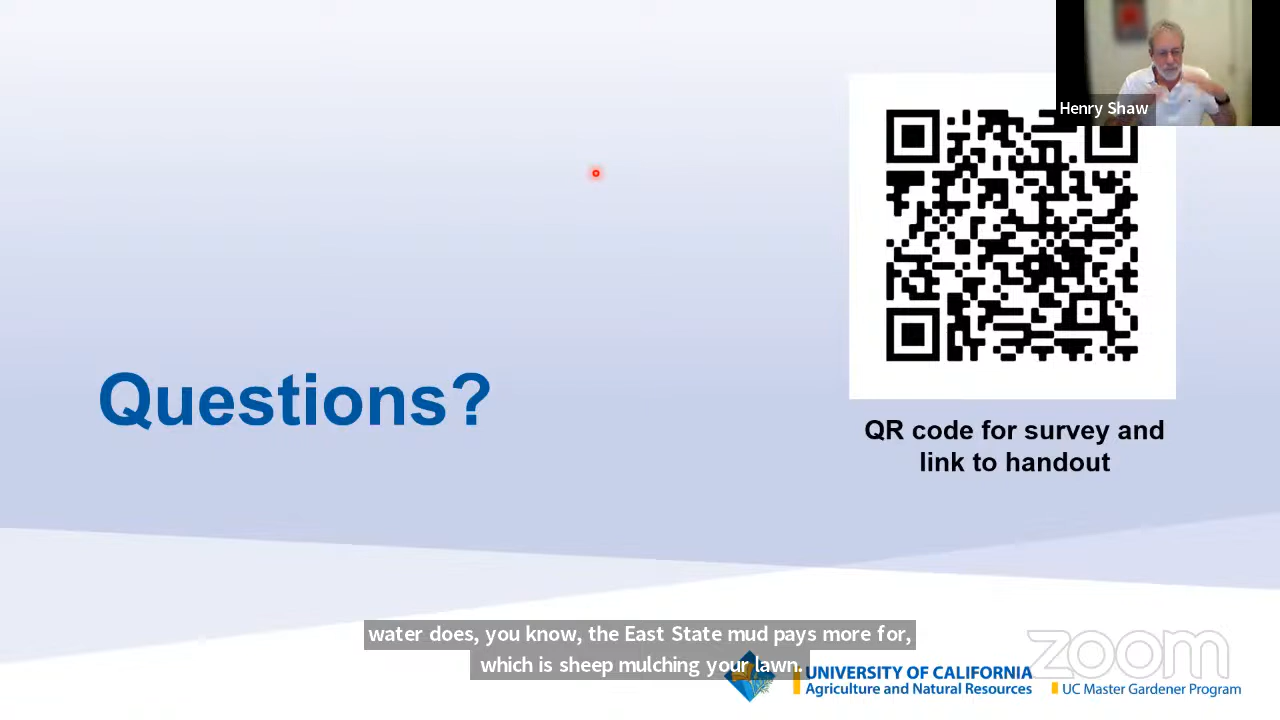 Henry Shaw
Questions?
QR code for survey and
link to handout
water does, you know, the East State mud pays more for,
which is sheep mulching your lawn.
zoom
UNIVERSITY OF CALIFORNIA
Agriculture and Natural Resources
UC Master Gardener Program